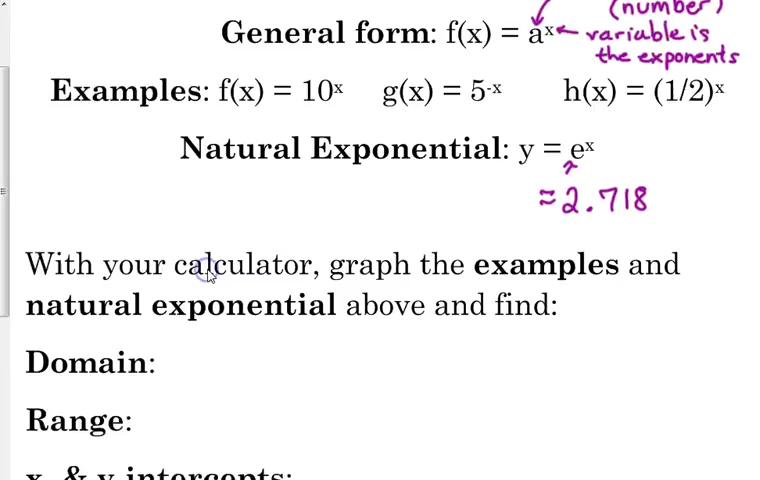 (number)
General form: f(x) = aˣ ← variable is
the exponents
Examples: f(x) = 10ˣ g(x) = 5⁻ˣ h(x) = (1/2)ˣ
Natural Exponential: y = eˣ
≈2.718
With your calculator, graph the examples and
natural exponential above and find:
Domain:
Range:
x- & y-intercepts: